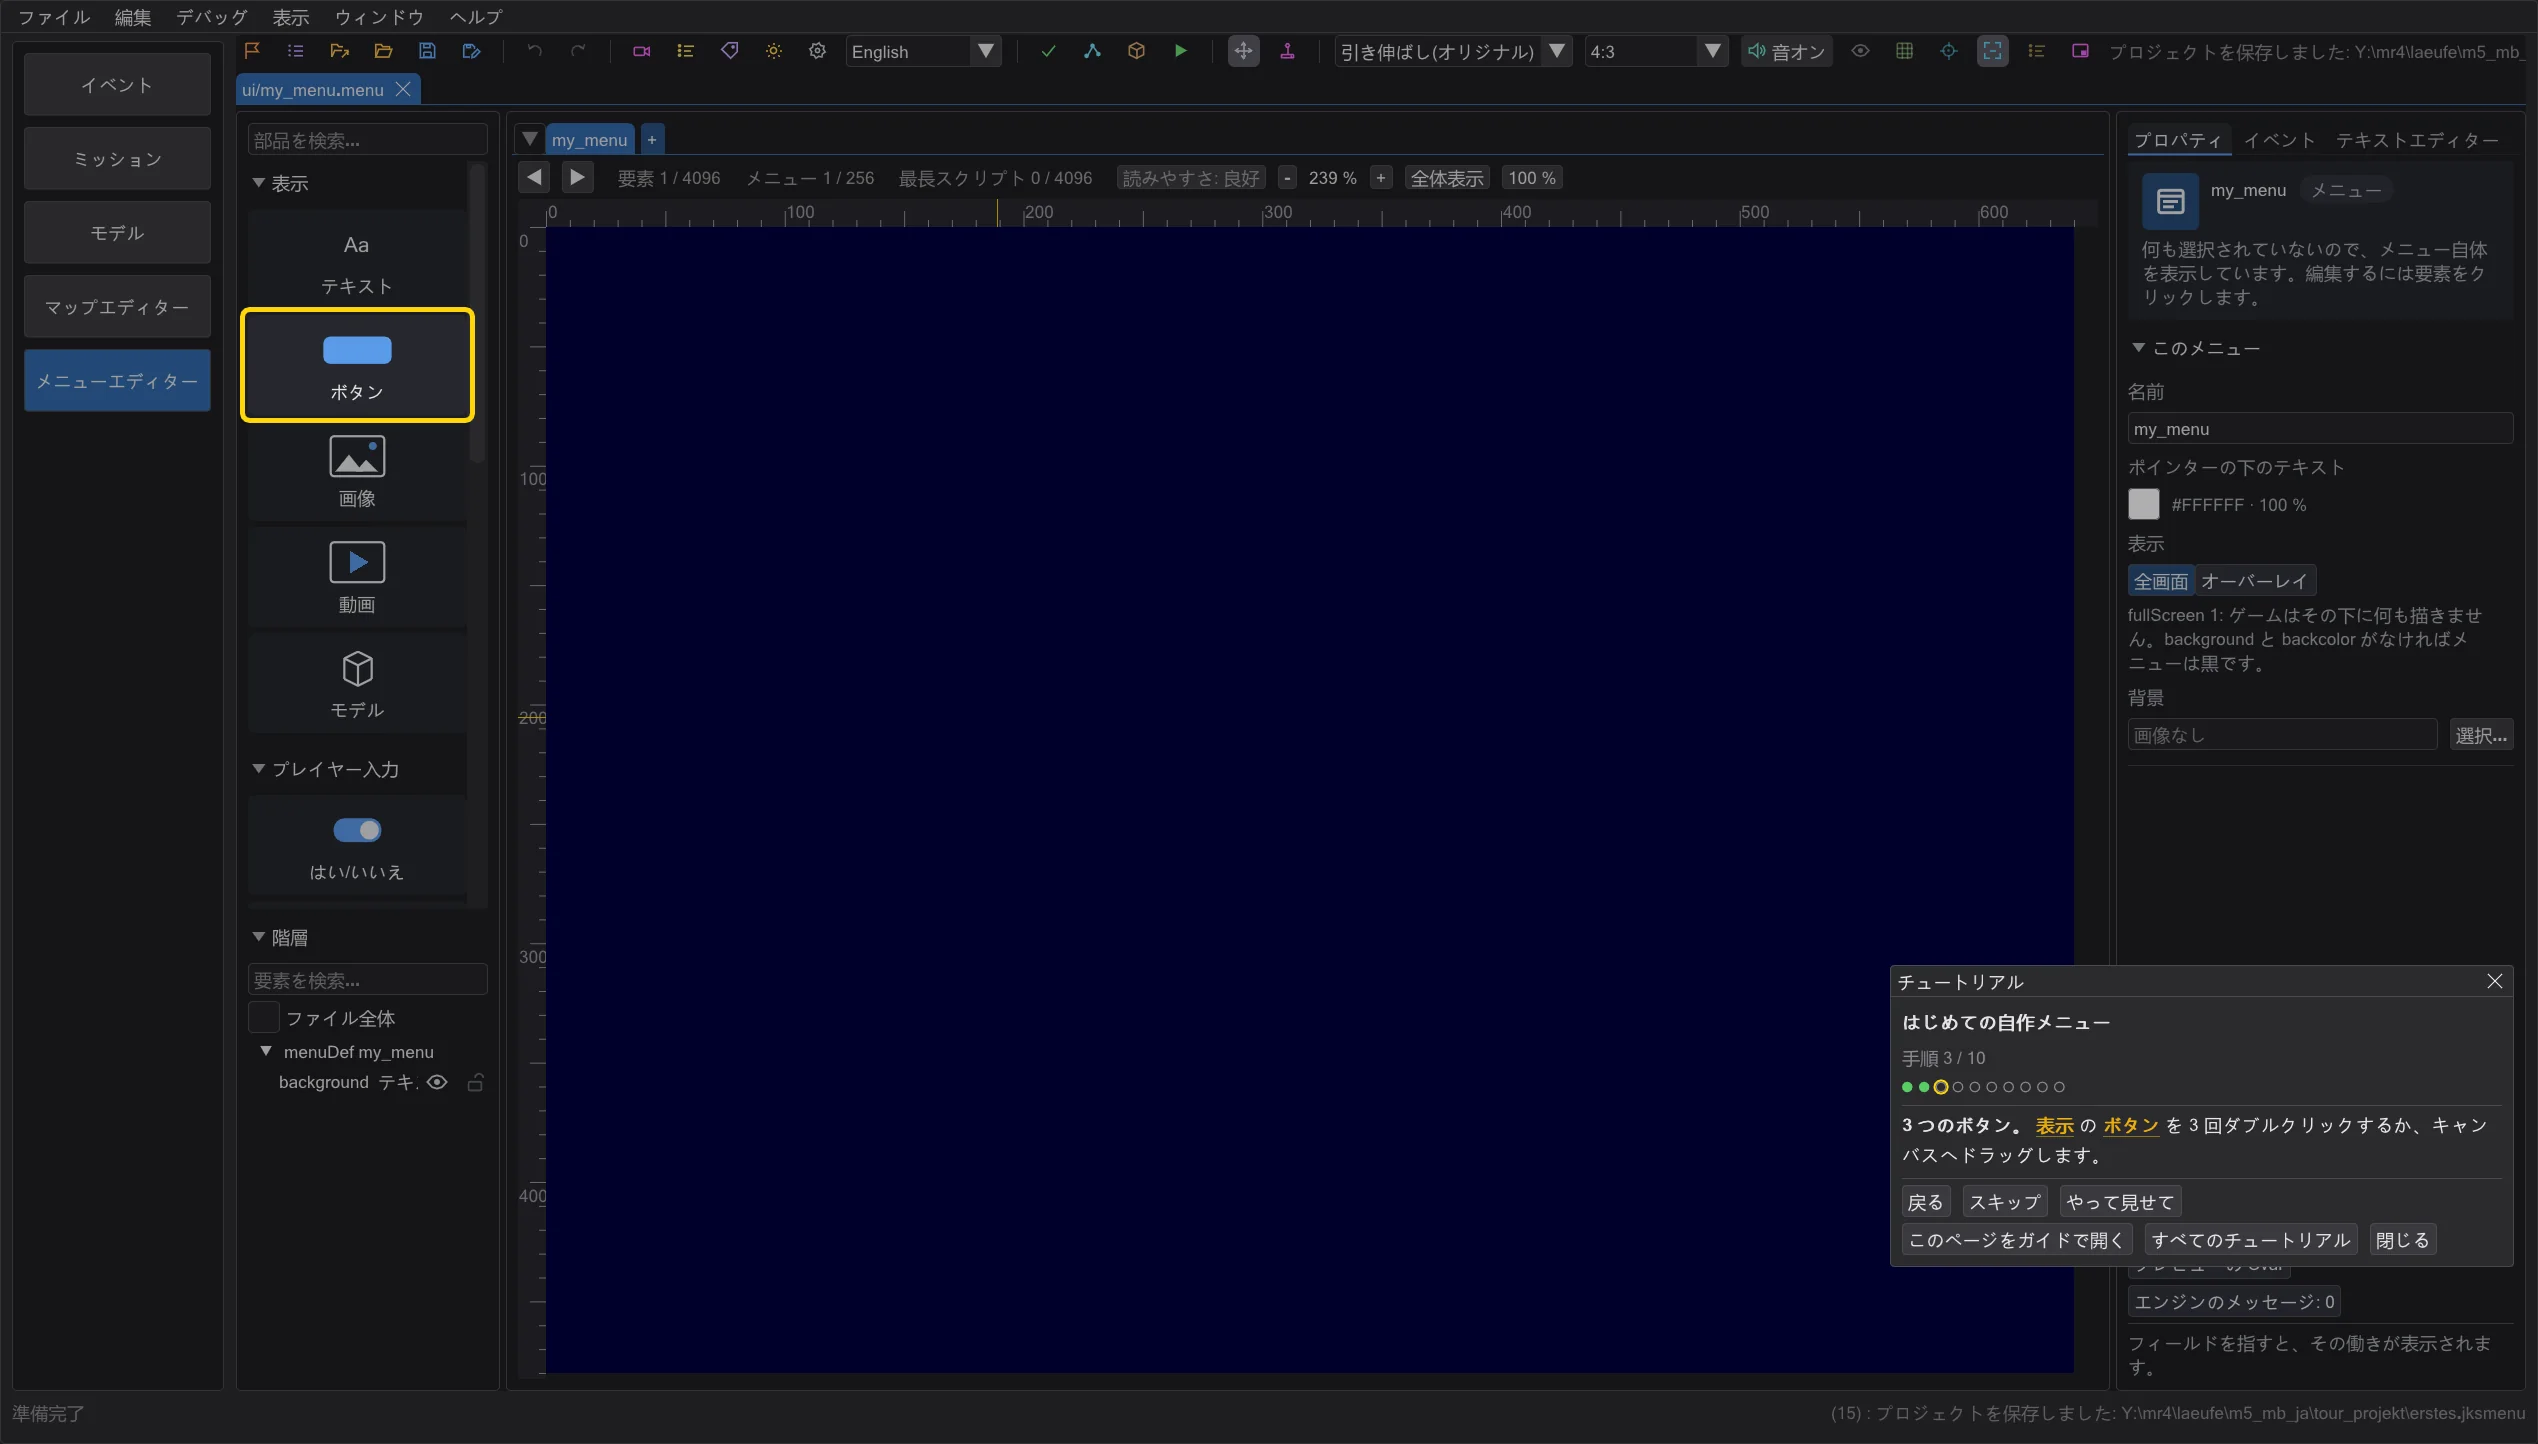 ファイル 編集 デバッグ 表示 ウィンドウ ヘルプ
English 引き伸ばし(オリジナル) 4:3 音オン プロジェクトを保存しました: Y:\mr4\laeufe\m5_mb_
イベント
ミッション
モデル
マップエディター
メニューエディター
ui/my_menu.menu
部品を検索...
表示
Aa
テキスト
ボタン
画像
動画
モデル
プレイヤー入力
はい/いいえ
階層
要素を検索...
ファイル全体
menuDef my_menu
background テキ
my_menu +
要素 1 / 4096 メニュー 1 / 256 最長スクリプト 0 / 4096 読みやすさ: 良好 - 239 % + 全体表示 100 %
0 100 200 300 400 500 600
0
100
200
300
400
プロパティ イベント テキストエディター
my_menu メニュー
何も選択されていないので、メニュー自体
を表示しています。編集するには要素をク
リックします。
このメニュー
名前
my_menu
ポインターの下のテキスト
#FFFFFF · 100 %
表示
全画面 オーバーレイ
fullScreen 1: ゲームはその下に何も描きませ
ん。background と backcolor がなければメ
ニューは黒です。
背景
画像なし 選択...
チュートリアル
はじめての自作メニュー
手順 3 / 10
3 つのボタン。 表示 の ボタン を 3 回ダブルクリックするか、キャン
バスへドラッグします。
戻る スキップ やって見せて
このページをガイドで開く すべてのチュートリアル 閉じる
エンジンのメッセージ: 0
フィールドを指すと、その働きが表示されま
す。
準備完了
(15) : プロジェクトを保存しました: Y:\mr4\laeufe\m5_mb_ja\tour_projekt\erstes.jksmenu